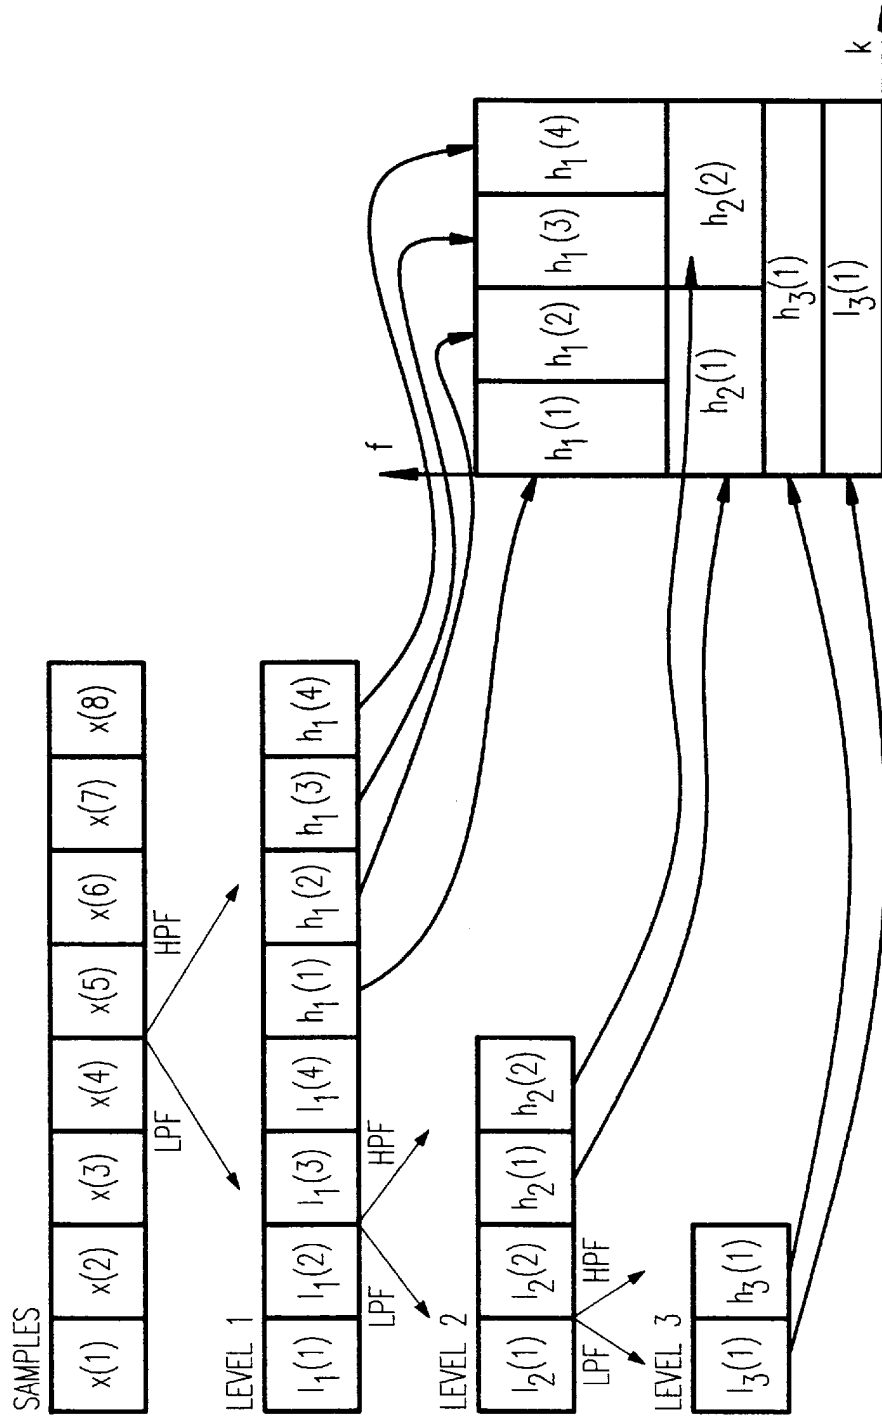 SAMPLES
x(1) x(2) x(3) x(4) x(5) x(6) x(7) x(8)
LPF HPF
LEVEL 1
l₁(1) l₁(2) l₁(3) l₁(4) h₁(1) h₁(2) h₁(3) h₁(4)
LPF HPF
LEVEL 2
l₂(1) l₂(2) h₂(1) h₂(2)
LPF HPF
LEVEL 3
l₃(1) h₃(1)
f
h₁(1) h₁(2) h₁(3) h₁(4)
h₂(1) h₂(2)
h₃(1)
l₃(1)
k